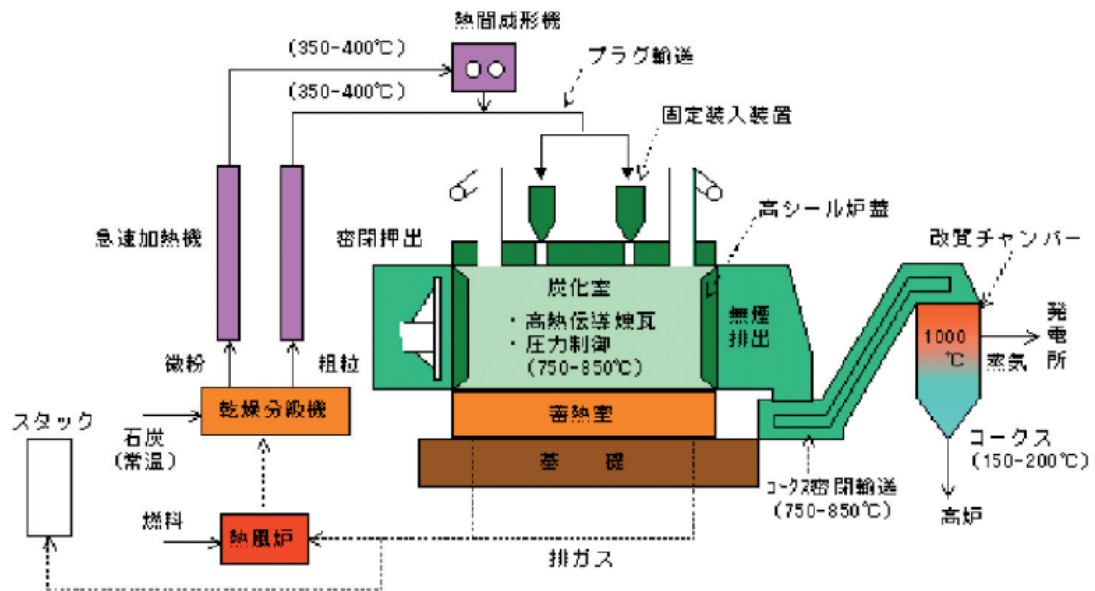 熱間成形機
(350-400℃)
(350-400℃)
プラグ輸送
固定装入装置
高シール炉蓋
急速加熱機
密閉押出
改質チャンバー
炭化室
・高熱伝導煉瓦
・圧力制御
(750-850℃)
無煙
排出
1000
℃
蒸気
発電所
微粉
粗粒
乾燥分級機
蓄熱室
スタック
石炭
(常温)
基 礎
コークス
(150-200℃)
コークス密閉輸送
(750-850℃)
高炉
燃料
熱風炉
排ガス